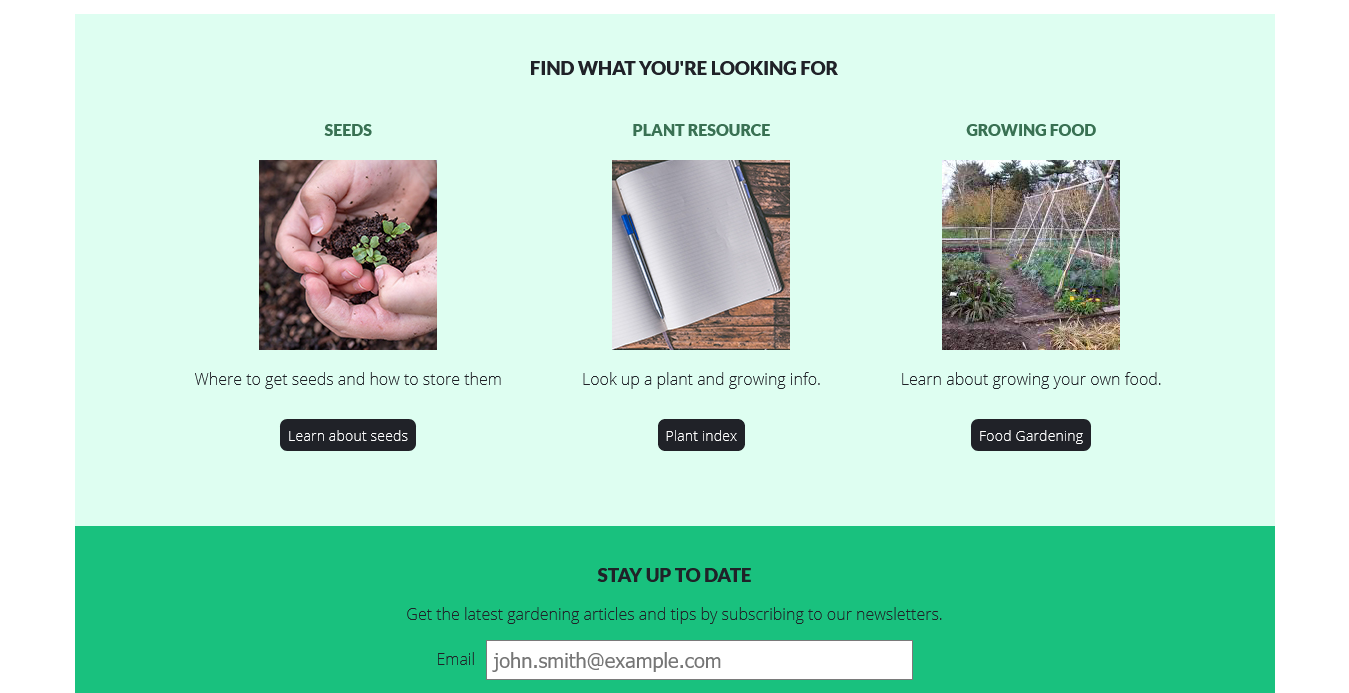 FIND WHAT YOU'RE LOOKING FOR
SEEDS
PLANT RESOURCE
GROWING FOOD
Where to get seeds and how to store them
Look up a plant and growing info.
Learn about growing your own food.
Learn about seeds
Plant index
Food Gardening
STAY UP TO DATE
Get the latest gardening articles and tips by subscribing to our newsletters.
Email
john.smith@example.com